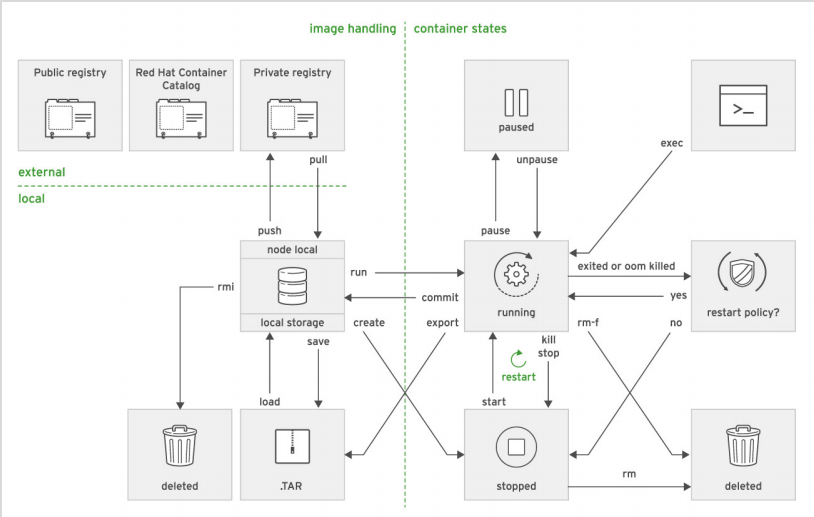 image handling
container states
Public registry
Red Hat Container
Catalog
Private registry
paused
>_
exec
pull
unpause
external
local
push
pause
node local
local storage
rmi
run
commit
running
exited or oom killed
yes
restart policy?
create
export
rm-f
no
save
kill
stop
restart
load
start
deleted
.TAR
stopped
rm
deleted